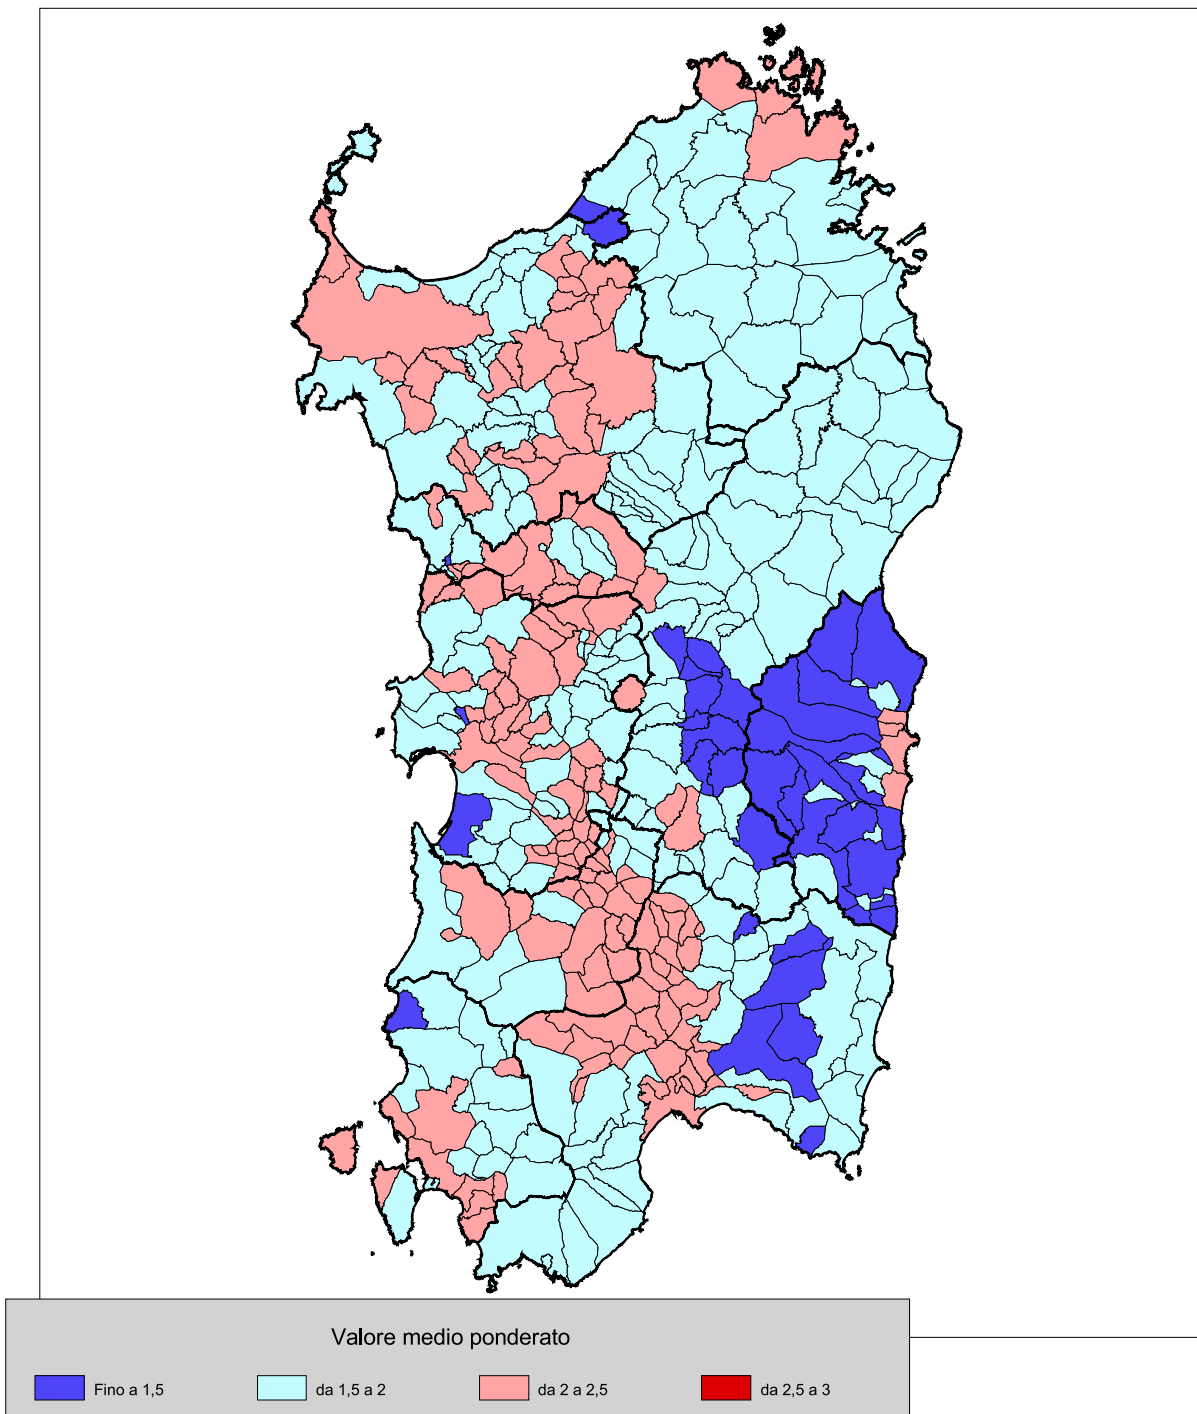 Valore medio ponderato
Fino a 1,5
da 1,5 a 2
da 2 a 2,5
da 2,5 a 3